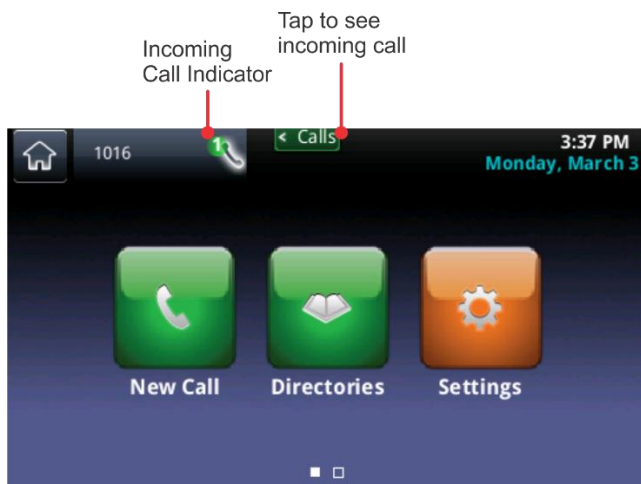 Tap to see
incoming call
Incoming
Call Indicator
1016
1
< Calls
3:37 PM
Monday, March 3
New Call
Directories
Settings